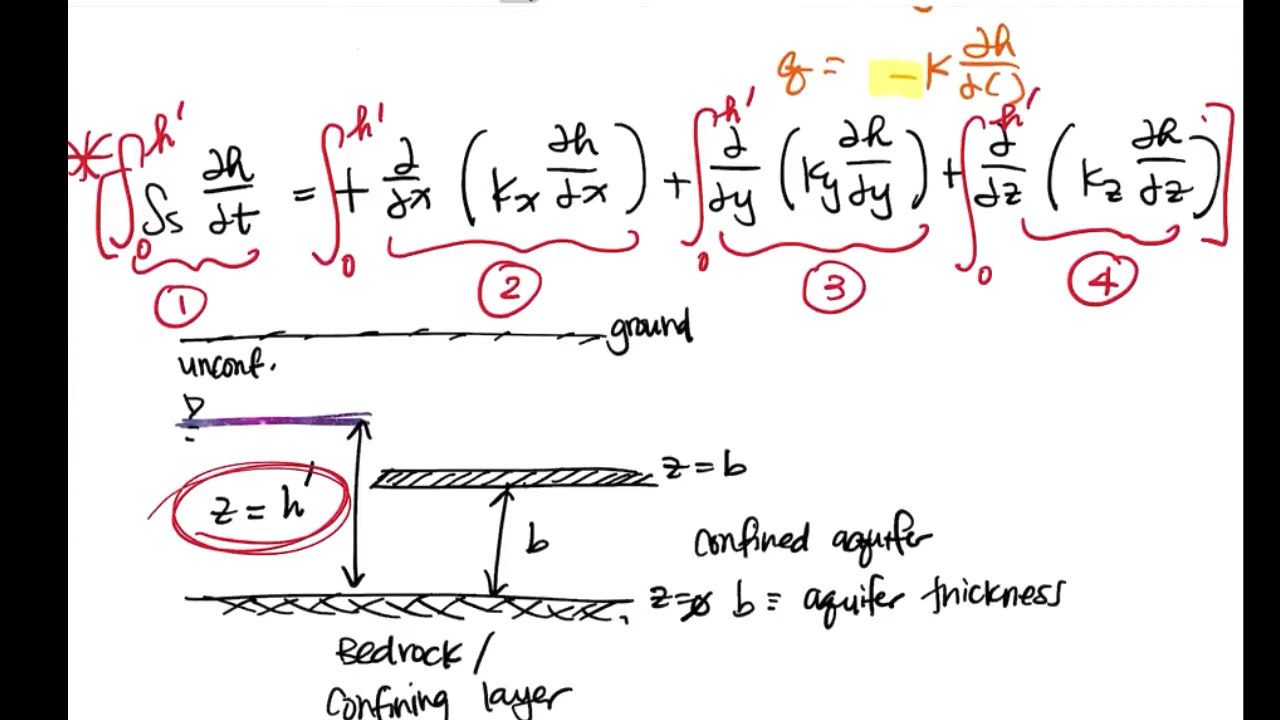 q = - K ∂h/∂( )
* [ ∫₀^h' Ss ∂h/∂t = ∫₀^h' + ∂/∂x ( Kx ∂h/∂x ) + ∫₀^h' ∂/∂y ( Ky ∂h/∂y ) + ∫₀^h' ∂/∂z ( Kz ∂h/∂z ) ]
1 2 3 4
ground
unconf.
z = b
z = h'
b
confined aquifer
z=ø b = aquifer thickness
Bedrock /
Confining layer